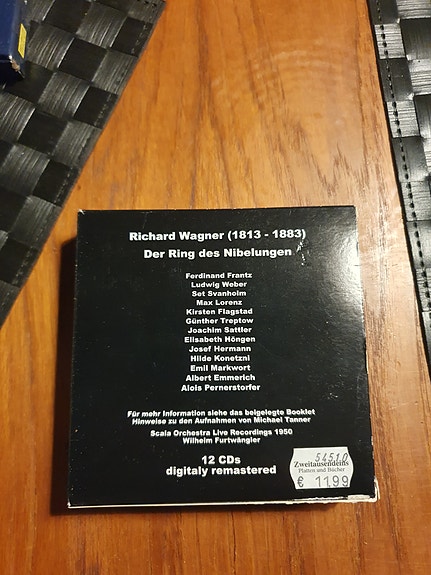 Richard Wagner (1813 - 1883)
Der Ring des Nibelungen
Ferdinand Frantz
Ludwig Weber
Set Svanholm
Max Lorenz
Kirsten Flagstad
Günther Treptow
Joachim Sattler
Elisabeth Höngen
Josef Hermann
Hilde Konetzni
Emil Markwort
Albert Emmerich
Alois Pernerstorfer
Für mehr Information siehe das beigelegte Booklet
Hinweise zu den Aufnahmen von Michael Tanner
Scala Orchestra Live Recordings 1950
Wilhelm Furtwängler
12 CDs
digitaly remastered
54510
Zweitausendeins
Platten und Bücher
€ 11,99